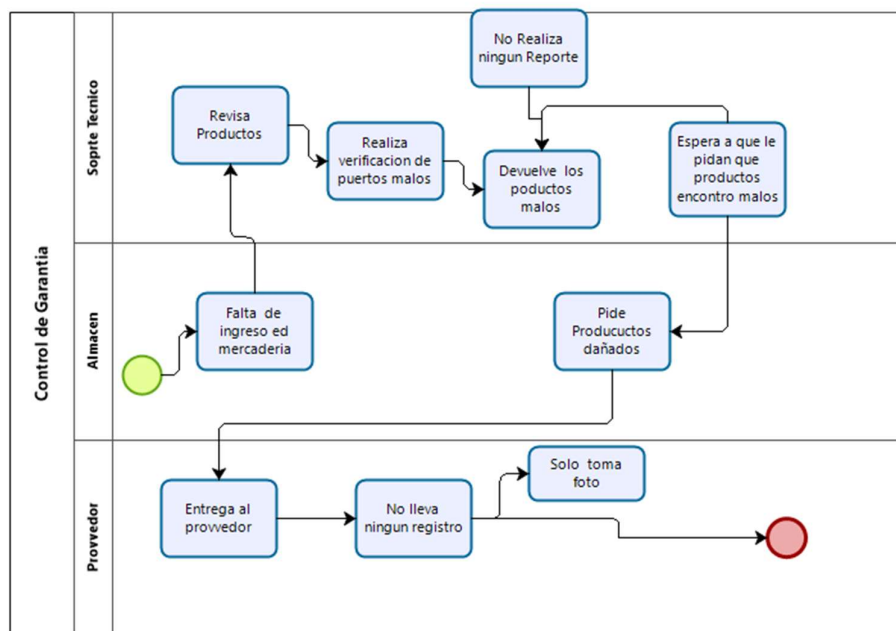 Control de Garantia
Soprte Tecnico
No Realiza
ningun Reporte
Revisa
Productos
Realiza
verificacion de
puertos malos
Devuelve los
poductos
malos
Espera a que le
pidan que
productos
encontro malos
Almacen
Falta de
ingreso ed
mercaderia
Pide
Producuctos
dañados
Provvedor
Entrega al
provvedor
No lleva
ningun registro
Solo toma
foto